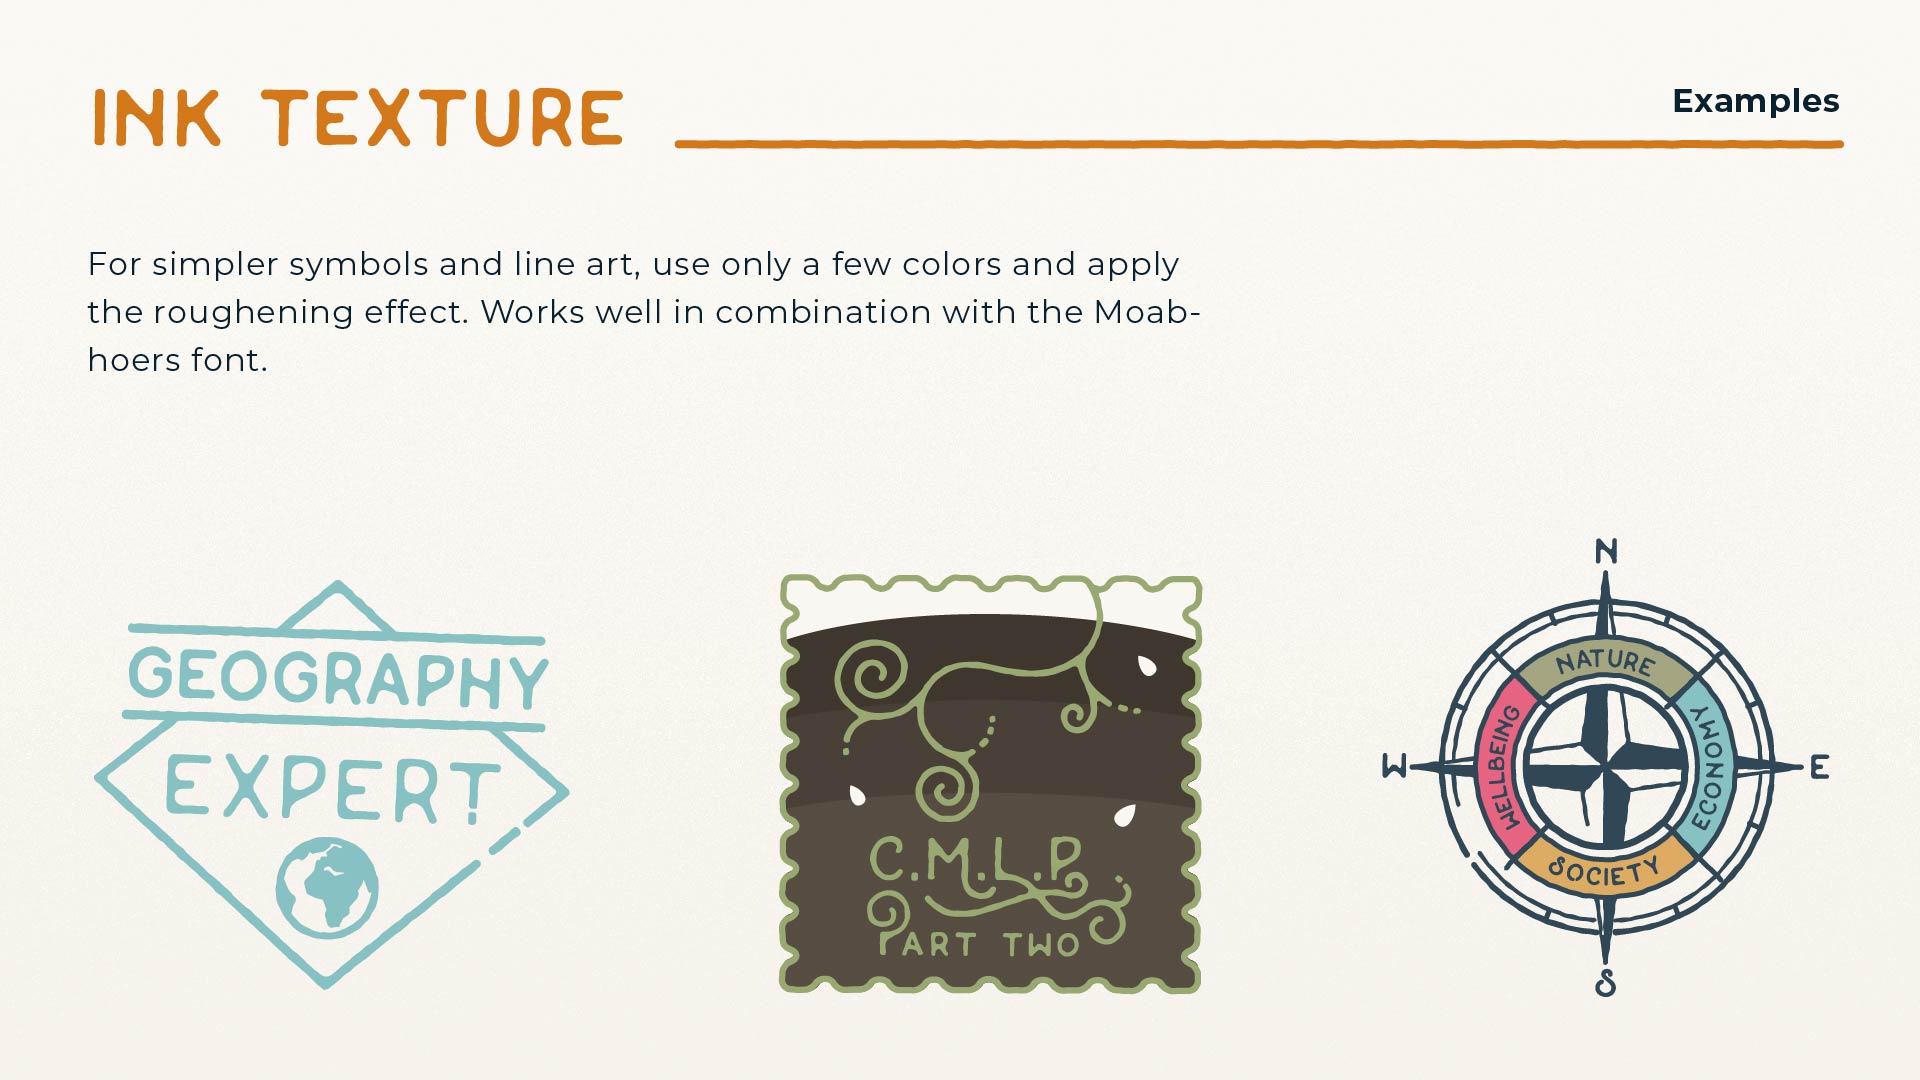 INK TEXTURE
Examples
For simpler symbols and line art, use only a few colors and apply
the roughening effect. Works well in combination with the Moab-
hoers font.
GEOGRAPHY
EXPERT
C.M.L.P.
PART TWO
N
NATURE
W
WELLBEING
ECONOMY
E
SOCIETY
S